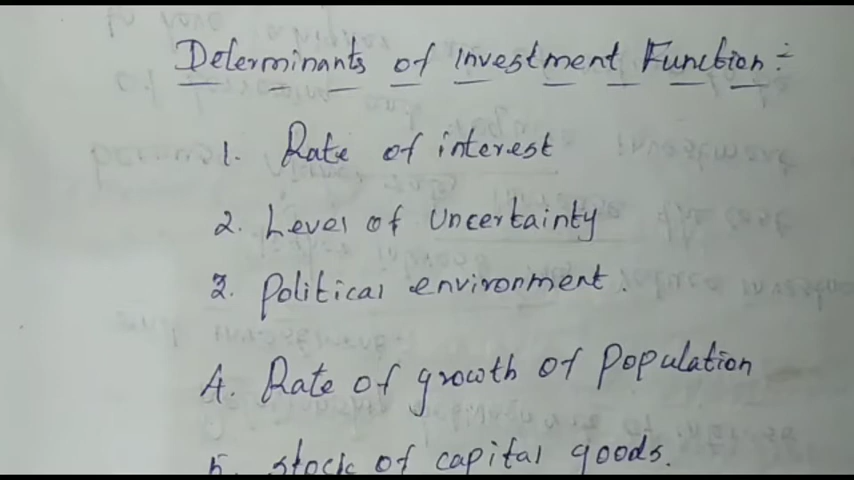 Determinants of investment Function :-
1. Rate of interest
2. Level of Uncertainty
3. Political environment.
4. Rate of growth of Population
5. stock of capital goods.